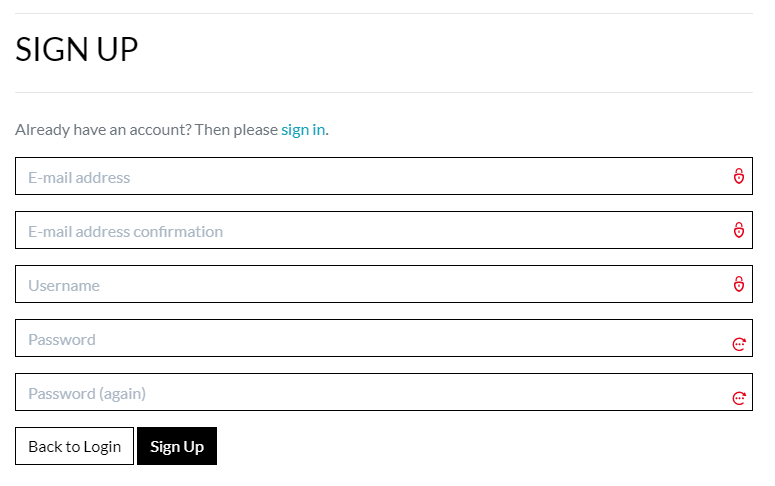 SIGN UP
Already have an account? Then please sign in.
E-mail address
E-mail address confirmation
Username
Password
Password (again)
Back to Login Sign Up